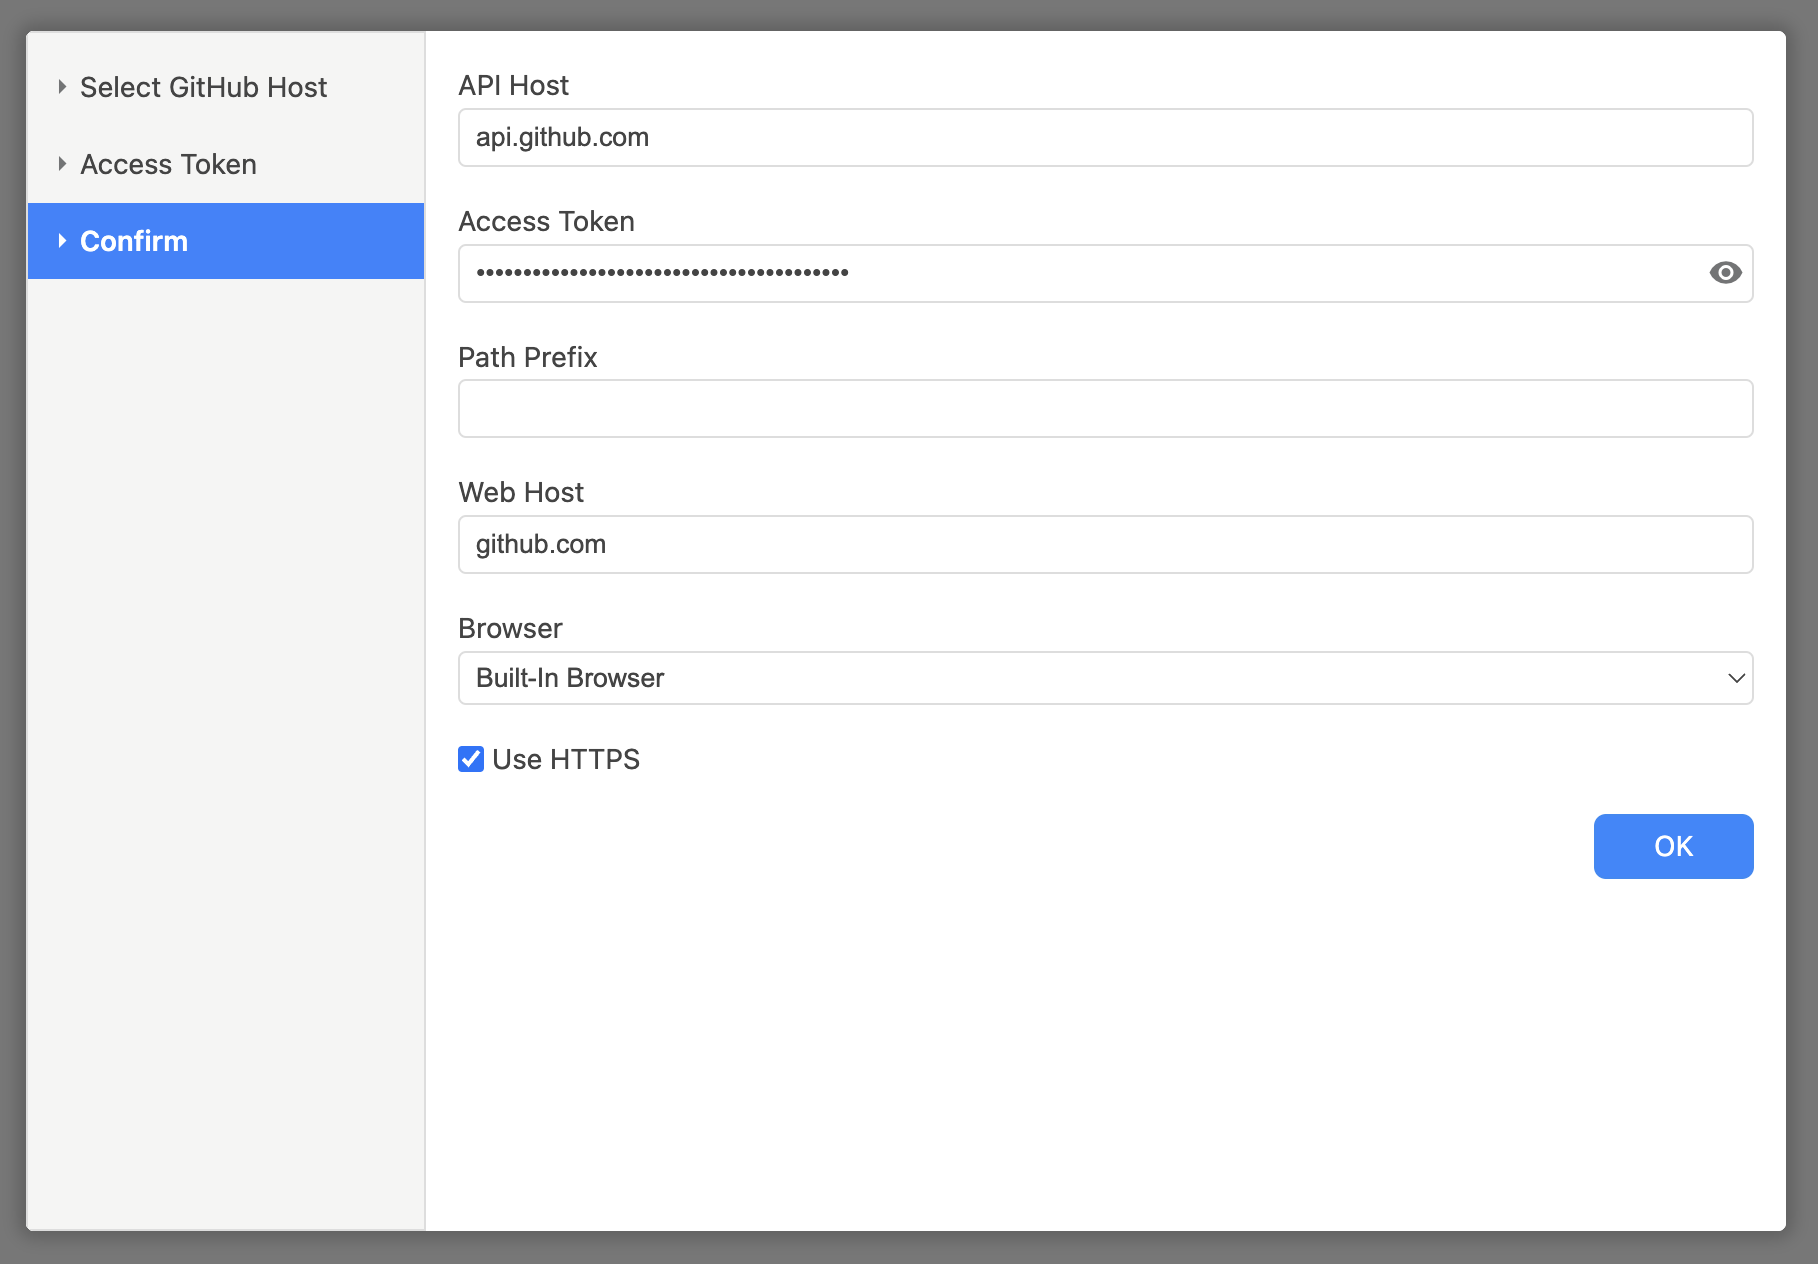 Select GitHub Host
Access Token
Confirm
API Host
api.github.com
Access Token
••••••••••••••••••••••••••••••••••••••••
Path Prefix
Web Host
github.com
Browser
Built-In Browser
Use HTTPS
OK